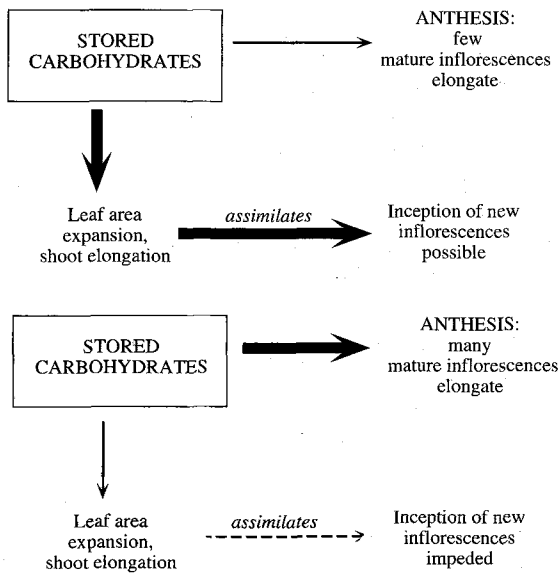 STORED
CARBOHYDRATES
ANTHESIS:
few
mature inflorescences
elongate
Leaf area
expansion,
shoot elongation
assimilates
Inception of new
inflorescences
possible
STORED
CARBOHYDRATES
ANTHESIS:
many
mature inflorescences
elongate
Leaf area
expansion,
shoot elongation
assimilates
Inception of new
inflorescences
impeded